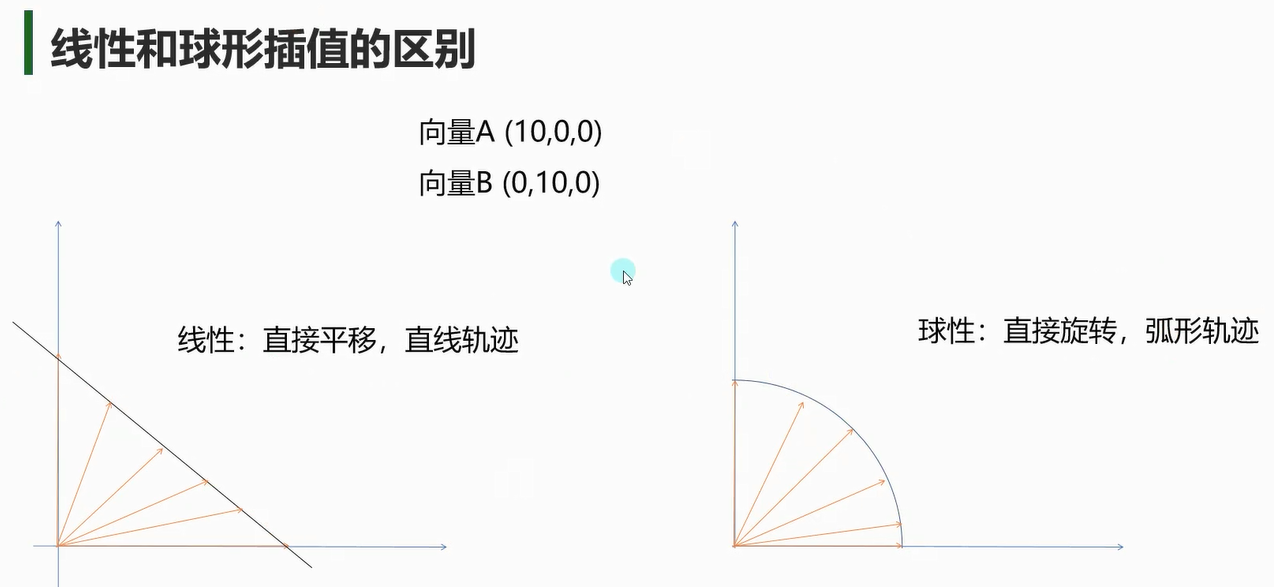 线性和球形插值的区别
向量A (10,0,0)
向量B (0,10,0)
线性：直接平移，直线轨迹
球性：直接旋转，弧形轨迹